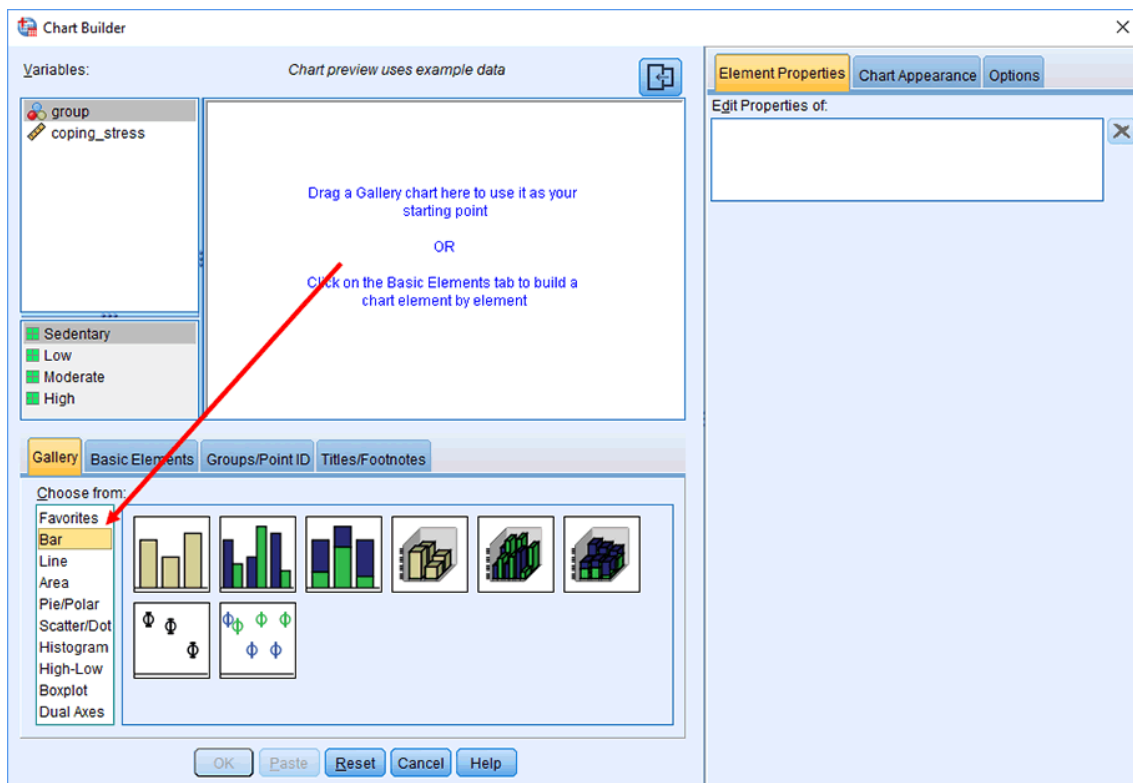 Chart Builder
Variables:
Chart preview uses example data
group
coping_stress
Drag a Gallery chart here to use it as your
starting point
OR
Click on the Basic Elements tab to build a
chart element by element
Sedentary
Low
Moderate
High
Gallery Basic Elements Groups/Point ID Titles/Footnotes
Choose from:
Favorites
Bar
Line
Area
Pie/Polar
Scatter/Dot
Histogram
High-Low
Boxplot
Dual Axes
OK Paste Reset Cancel Help
Element Properties Chart Appearance Options
Edit Properties of: